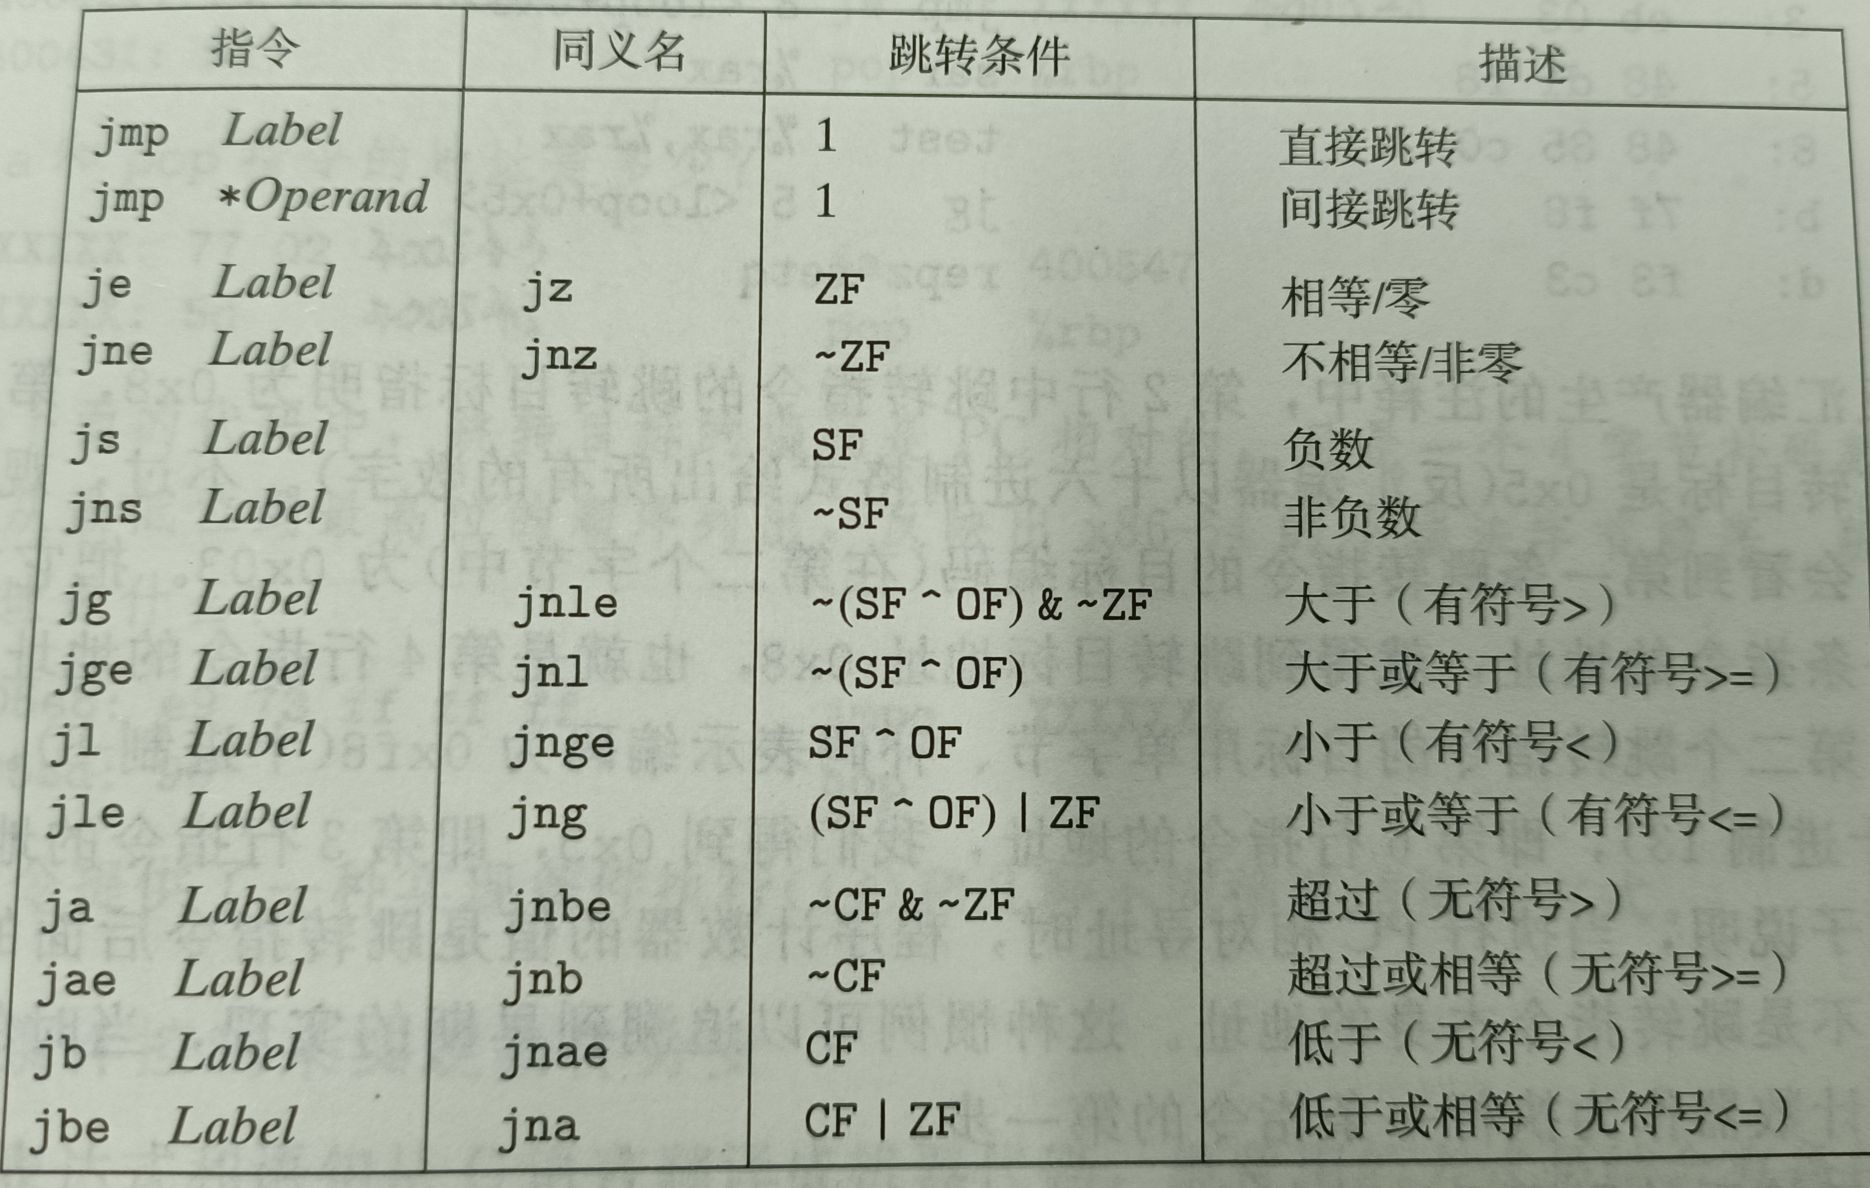 指令 同义名 跳转条件 描述
jmp Label 1 直接跳转
jmp *Operand 1 间接跳转
je Label jz ZF 相等/零
jne Label jnz ~ZF 不相等/非零
js Label SF 负数
jns Label ~SF 非负数
jg Label jnle ~(SF ^ OF) & ~ZF 大于（有符号>）
jge Label jnl ~(SF ^ OF) 大于或等于（有符号>=）
jl Label jnge SF ^ OF 小于（有符号<）
jle Label jng (SF ^ OF) | ZF 小于或等于（有符号<=）
ja Label jnbe ~CF & ~ZF 超过（无符号>）
jae Label jnb ~CF 超过或相等（无符号>=）
jb Label jnae CF 低于（无符号<）
jbe Label jna CF | ZF 低于或相等（无符号<=）